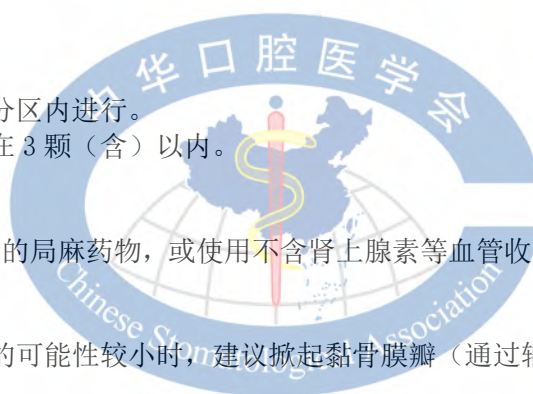 中华口腔医学会
分区内进行。
在 3 颗（含）以内。
的局麻药物，或使用不含肾上腺素等血管收
Chinese Stomatological Association
的可能性较小时，建议掀起黏骨膜瓣（通过